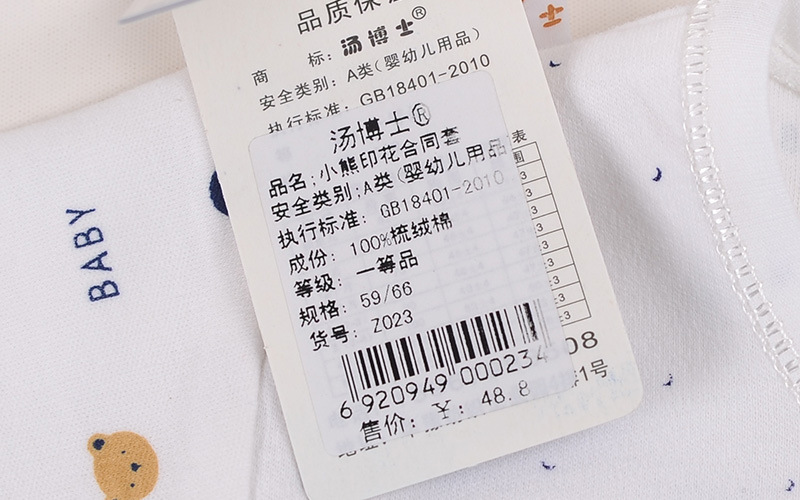 品质保
商 标: 汤博士®
安全类别: A类(婴幼儿用品)
执行标准: GB18401-2010
汤博士®
品名:小熊印花合同套
安全类别:A类(婴幼儿用品
执行标准: GB18401-2010
成份: 100%梳绒棉
等级: 一等品
规格: 59/66
货号: Z023
6 920949 000234
售价: ¥: 48.8
表
08
1号
BABY